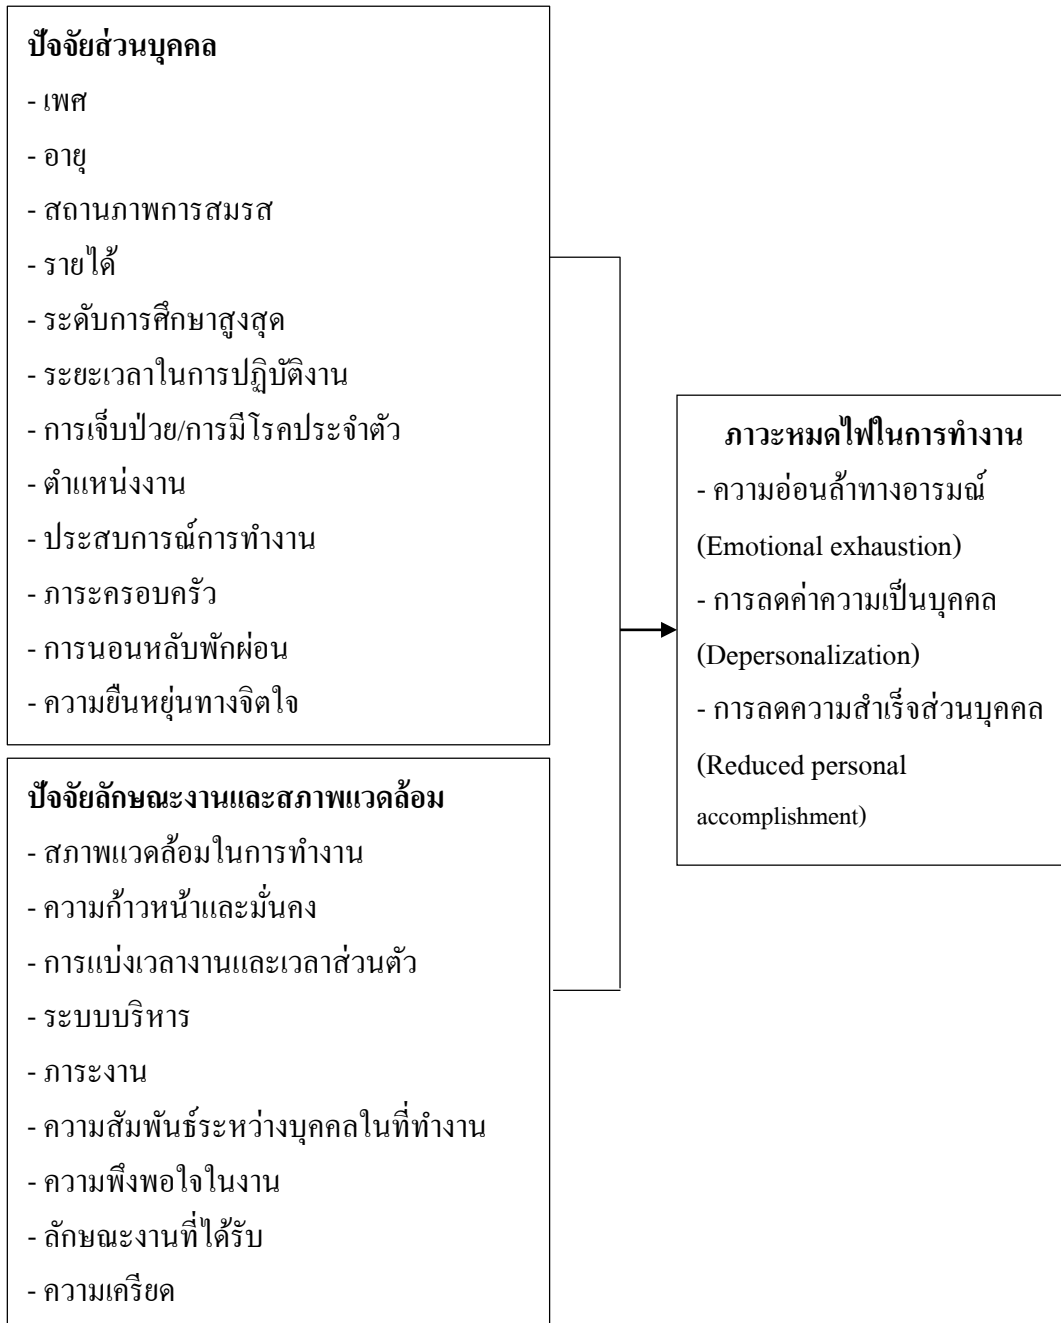 ปัจจัยส่วนบุคคล
- เพศ
- อายุ
- สถานภาพการสมรส
- รายได้
- ระดับการศึกษาสูงสุด
- ระยะเวลาในการปฏิบัติงาน
- การเจ็บป่วย/การมีโรคประจำตัว
- ตำแหน่งงาน
- ประสบการณ์การทำงาน
- ภาระครอบครัว
- การนอนหลับพักผ่อน
- ความยืนหยุ่นทางจิตใจ
ปัจจัยลักษณะงานและสภาพแวดล้อม
- สภาพแวดล้อมในการทำงาน
- ความก้าวหน้าและมั่นคง
- การแบ่งเวลางานและเวลาส่วนตัว
- ระบบบริหาร
- ภาระงาน
- ความสัมพันธ์ระหว่างบุคคลในที่ทำงาน
- ความพึงพอใจในงาน
- ลักษณะงานที่ได้รับ
- ความเครียด
ภาวะหมดไฟในการทำงาน
- ความอ่อนล้าทางอารมณ์
(Emotional exhaustion)
- การลดค่าความเป็นบุคคล
(Depersonalization)
- การลดความสำเร็จส่วนบุคคล
(Reduced personal
accomplishment)